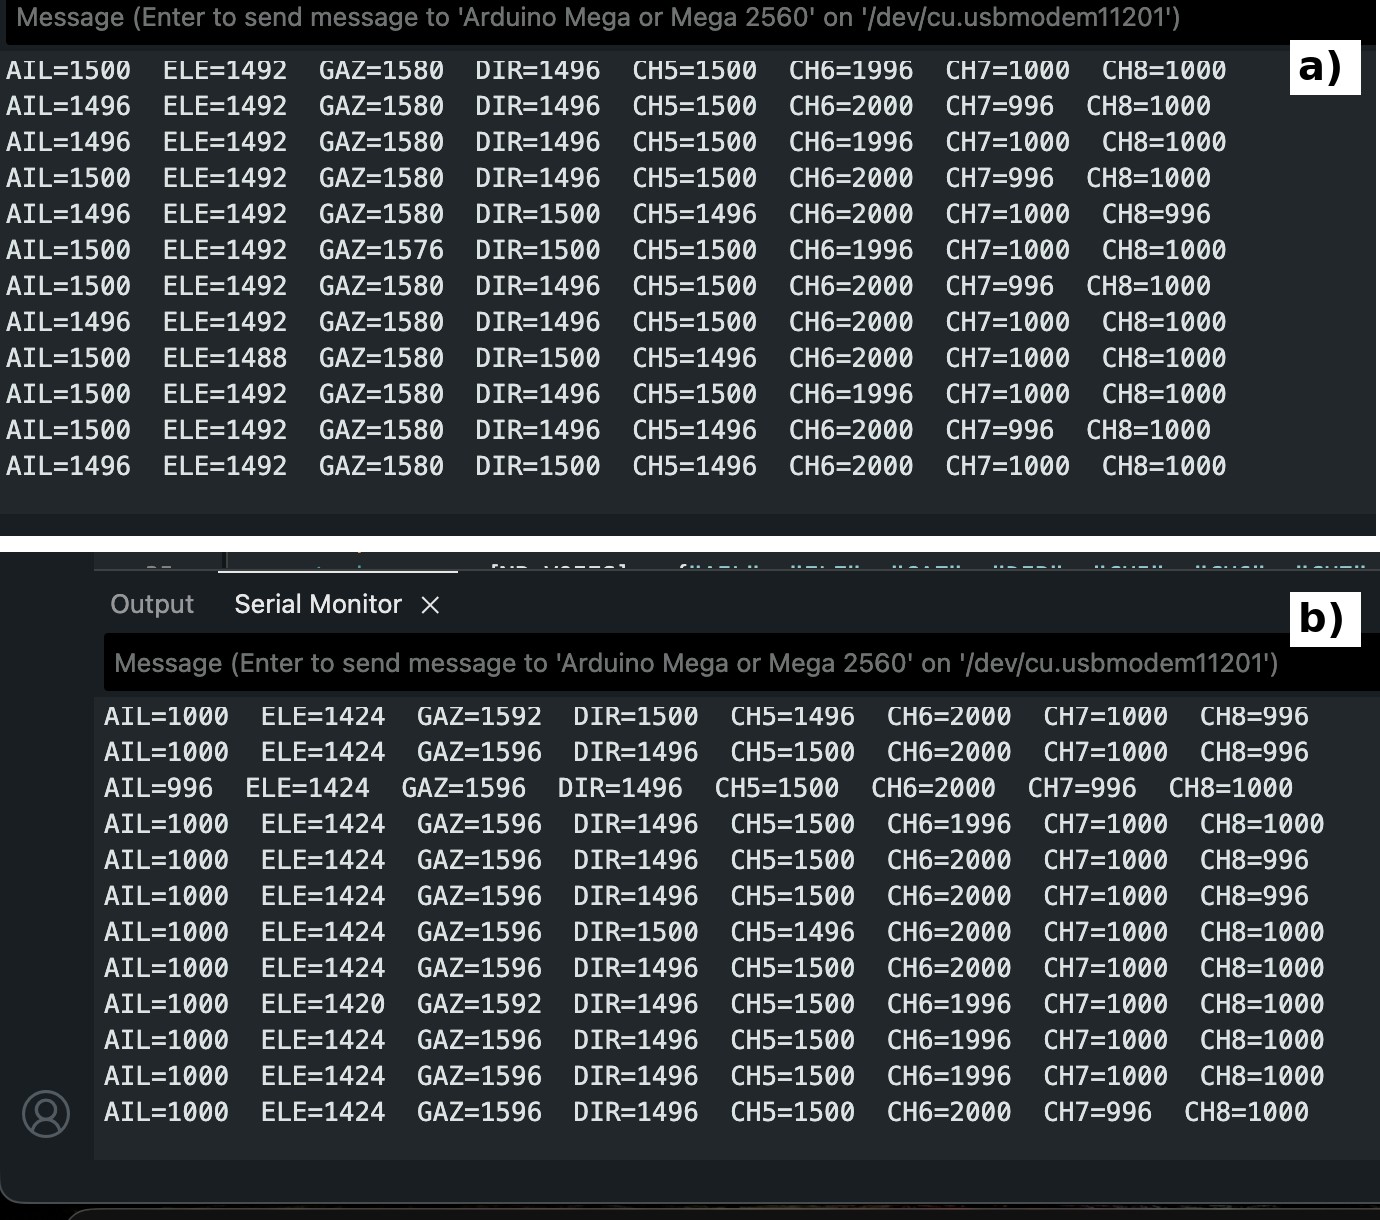 Message (Enter to send message to 'Arduino Mega or Mega 2560' on '/dev/cu.usbmodem11201')
a)
AIL=1500 ELE=1492 GAZ=1580 DIR=1496 CH5=1500 CH6=1996 CH7=1000 CH8=1000
AIL=1496 ELE=1492 GAZ=1580 DIR=1496 CH5=1500 CH6=2000 CH7=996 CH8=1000
AIL=1496 ELE=1492 GAZ=1580 DIR=1496 CH5=1500 CH6=1996 CH7=1000 CH8=1000
AIL=1500 ELE=1492 GAZ=1580 DIR=1496 CH5=1500 CH6=2000 CH7=996 CH8=1000
AIL=1496 ELE=1492 GAZ=1580 DIR=1500 CH5=1496 CH6=2000 CH7=1000 CH8=996
AIL=1500 ELE=1492 GAZ=1576 DIR=1500 CH5=1500 CH6=1996 CH7=1000 CH8=1000
AIL=1500 ELE=1492 GAZ=1580 DIR=1496 CH5=1500 CH6=2000 CH7=996 CH8=1000
AIL=1496 ELE=1492 GAZ=1580 DIR=1496 CH5=1500 CH6=2000 CH7=1000 CH8=1000
AIL=1500 ELE=1488 GAZ=1580 DIR=1500 CH5=1496 CH6=2000 CH7=1000 CH8=1000
AIL=1500 ELE=1492 GAZ=1580 DIR=1496 CH5=1500 CH6=1996 CH7=1000 CH8=1000
AIL=1500 ELE=1492 GAZ=1580 DIR=1496 CH5=1496 CH6=2000 CH7=996 CH8=1000
AIL=1496 ELE=1492 GAZ=1580 DIR=1500 CH5=1496 CH6=2000 CH7=1000 CH8=1000
Output Serial Monitor
b)
Message (Enter to send message to 'Arduino Mega or Mega 2560' on '/dev/cu.usbmodem11201')
AIL=1000 ELE=1424 GAZ=1592 DIR=1500 CH5=1496 CH6=2000 CH7=1000 CH8=996
AIL=1000 ELE=1424 GAZ=1596 DIR=1496 CH5=1500 CH6=2000 CH7=1000 CH8=996
AIL=996 ELE=1424 GAZ=1596 DIR=1496 CH5=1500 CH6=2000 CH7=996 CH8=1000
AIL=1000 ELE=1424 GAZ=1596 DIR=1496 CH5=1500 CH6=1996 CH7=1000 CH8=1000
AIL=1000 ELE=1424 GAZ=1596 DIR=1496 CH5=1500 CH6=2000 CH7=1000 CH8=996
AIL=1000 ELE=1424 GAZ=1596 DIR=1496 CH5=1500 CH6=2000 CH7=1000 CH8=996
AIL=1000 ELE=1424 GAZ=1596 DIR=1500 CH5=1496 CH6=2000 CH7=1000 CH8=1000
AIL=1000 ELE=1424 GAZ=1596 DIR=1496 CH5=1500 CH6=2000 CH7=1000 CH8=1000
AIL=1000 ELE=1420 GAZ=1592 DIR=1496 CH5=1500 CH6=1996 CH7=1000 CH8=1000
AIL=1000 ELE=1424 GAZ=1596 DIR=1496 CH5=1500 CH6=1996 CH7=1000 CH8=1000
AIL=1000 ELE=1424 GAZ=1596 DIR=1496 CH5=1500 CH6=1996 CH7=1000 CH8=1000
AIL=1000 ELE=1424 GAZ=1596 DIR=1496 CH5=1500 CH6=2000 CH7=996 CH8=1000